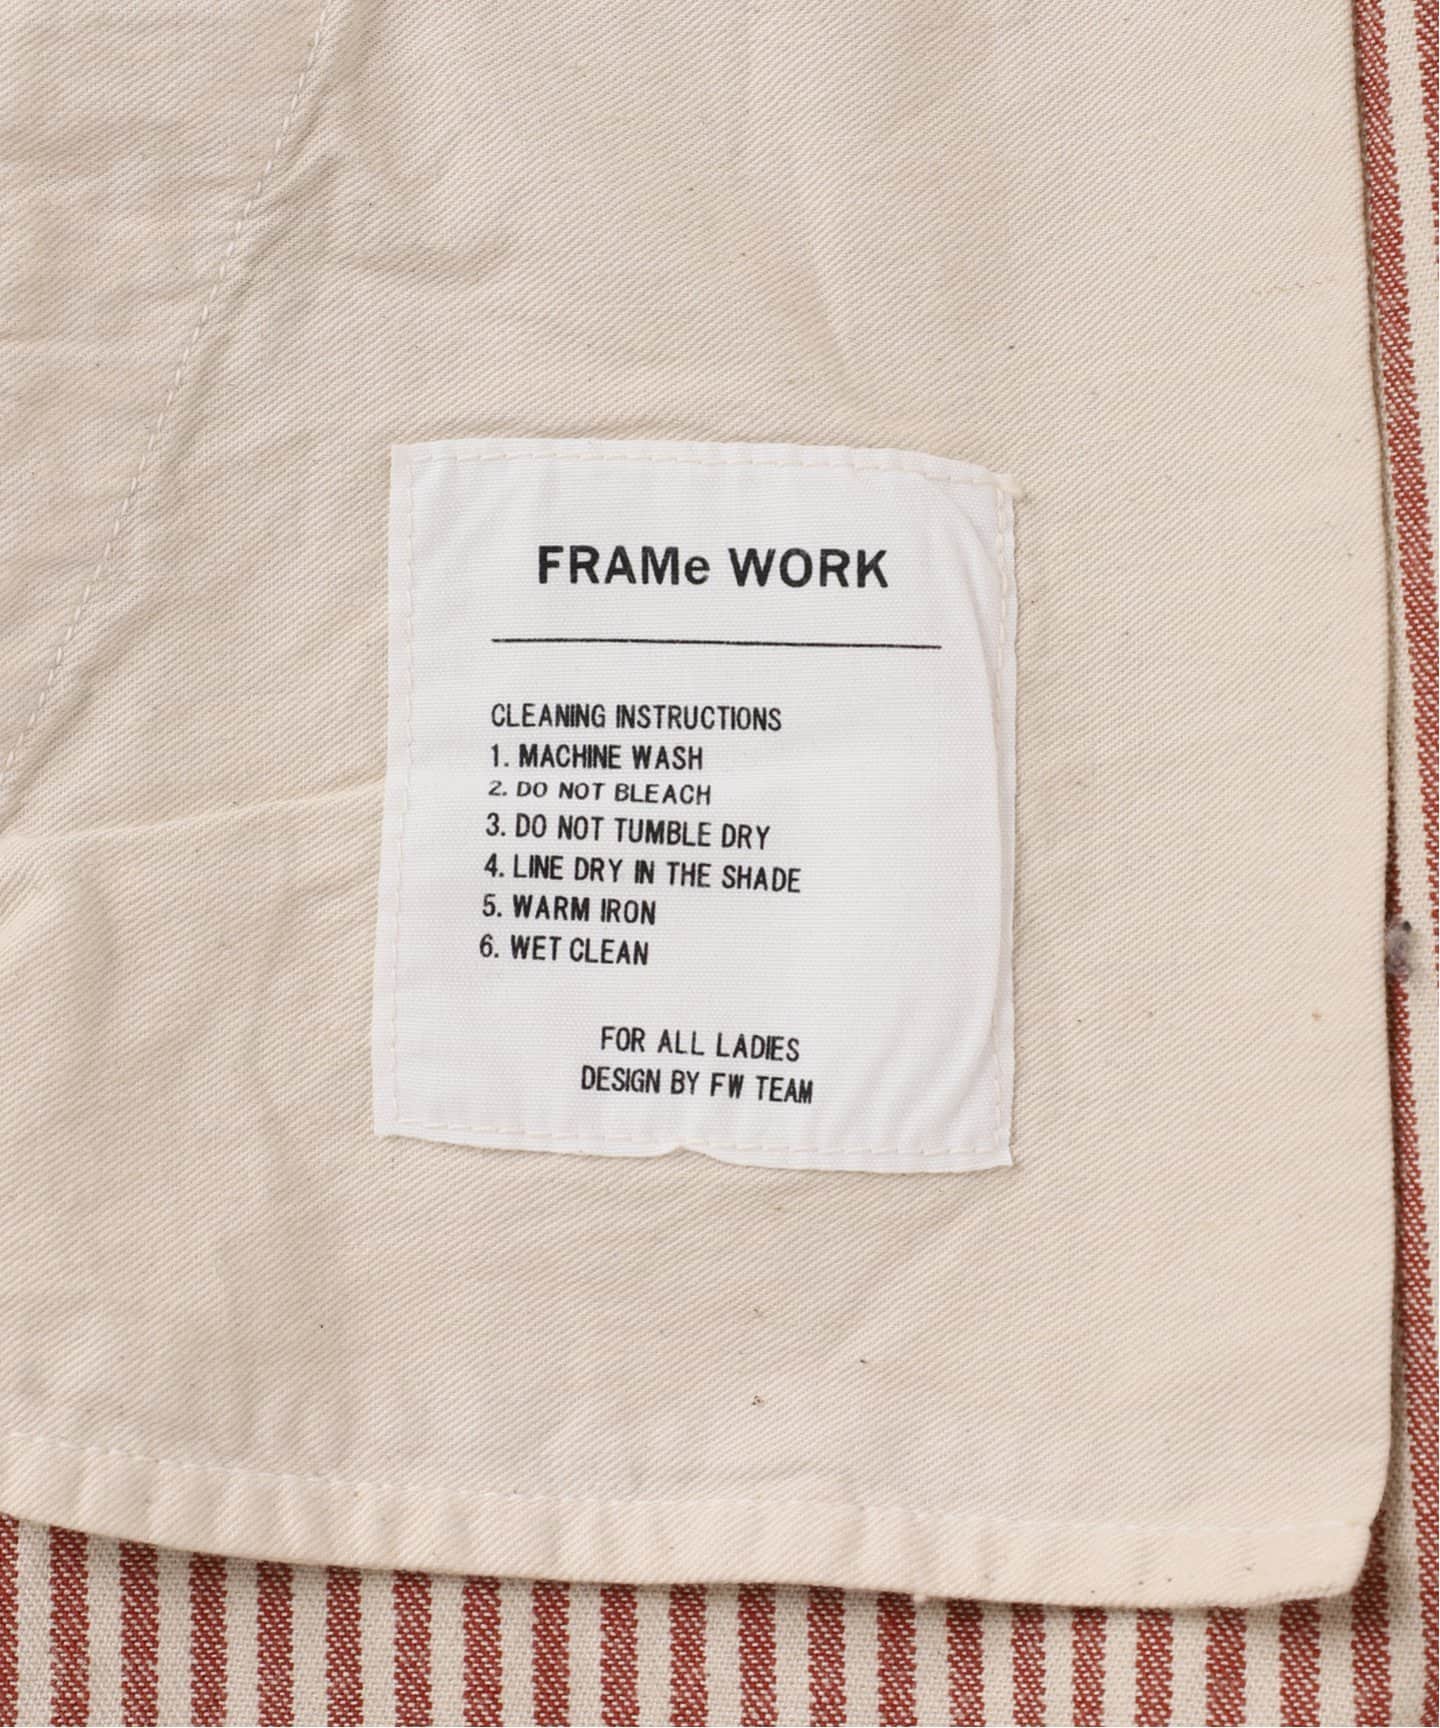 FRAMe WORK
CLEANING INSTRUCTIONS
1. MACHINE WASH
2. DO NOT BLEACH
3. DO NOT TUMBLE DRY
4. LINE DRY IN THE SHADE
5. WARM IRON
6. WET CLEAN
FOR ALL LADIES
DESIGN BY FW TEAM